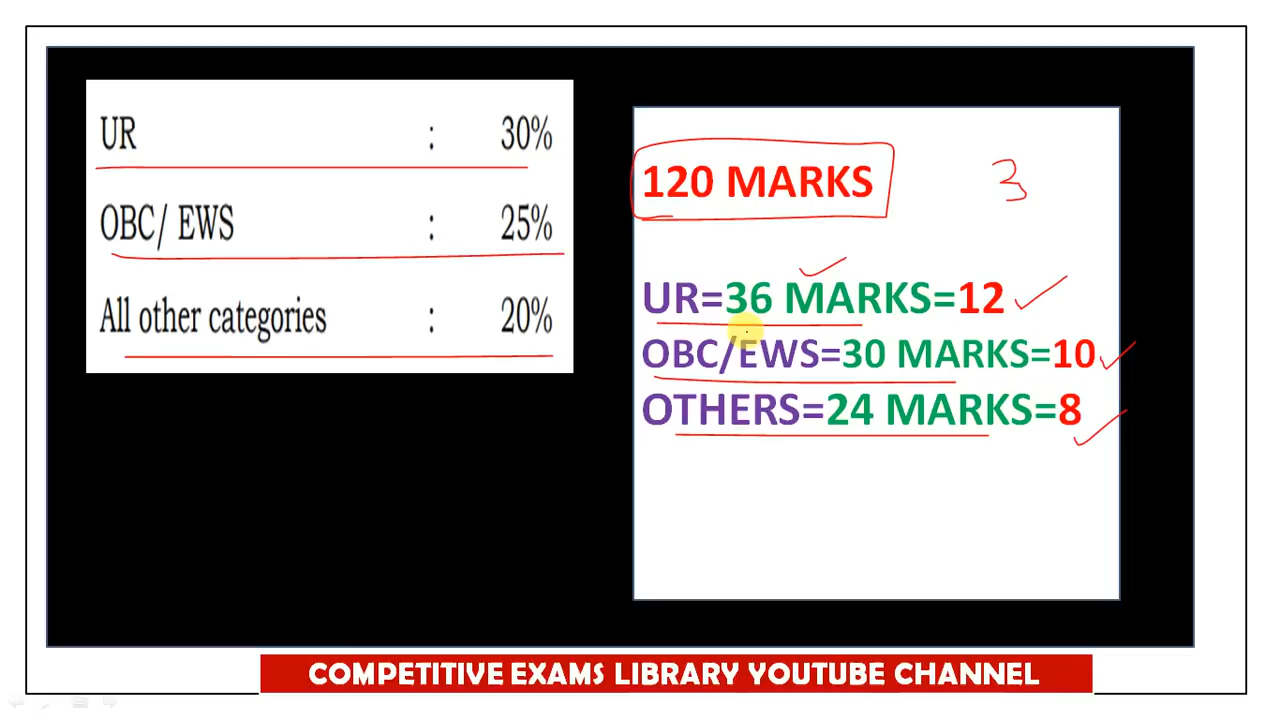 UR : 30%
OBC/ EWS : 25%
All other categories : 20%
120 MARKS 3
UR=36 MARKS=12
OBC/EWS=30 MARKS=10
OTHERS=24 MARKS=8
COMPETITIVE EXAMS LIBRARY YOUTUBE CHANNEL